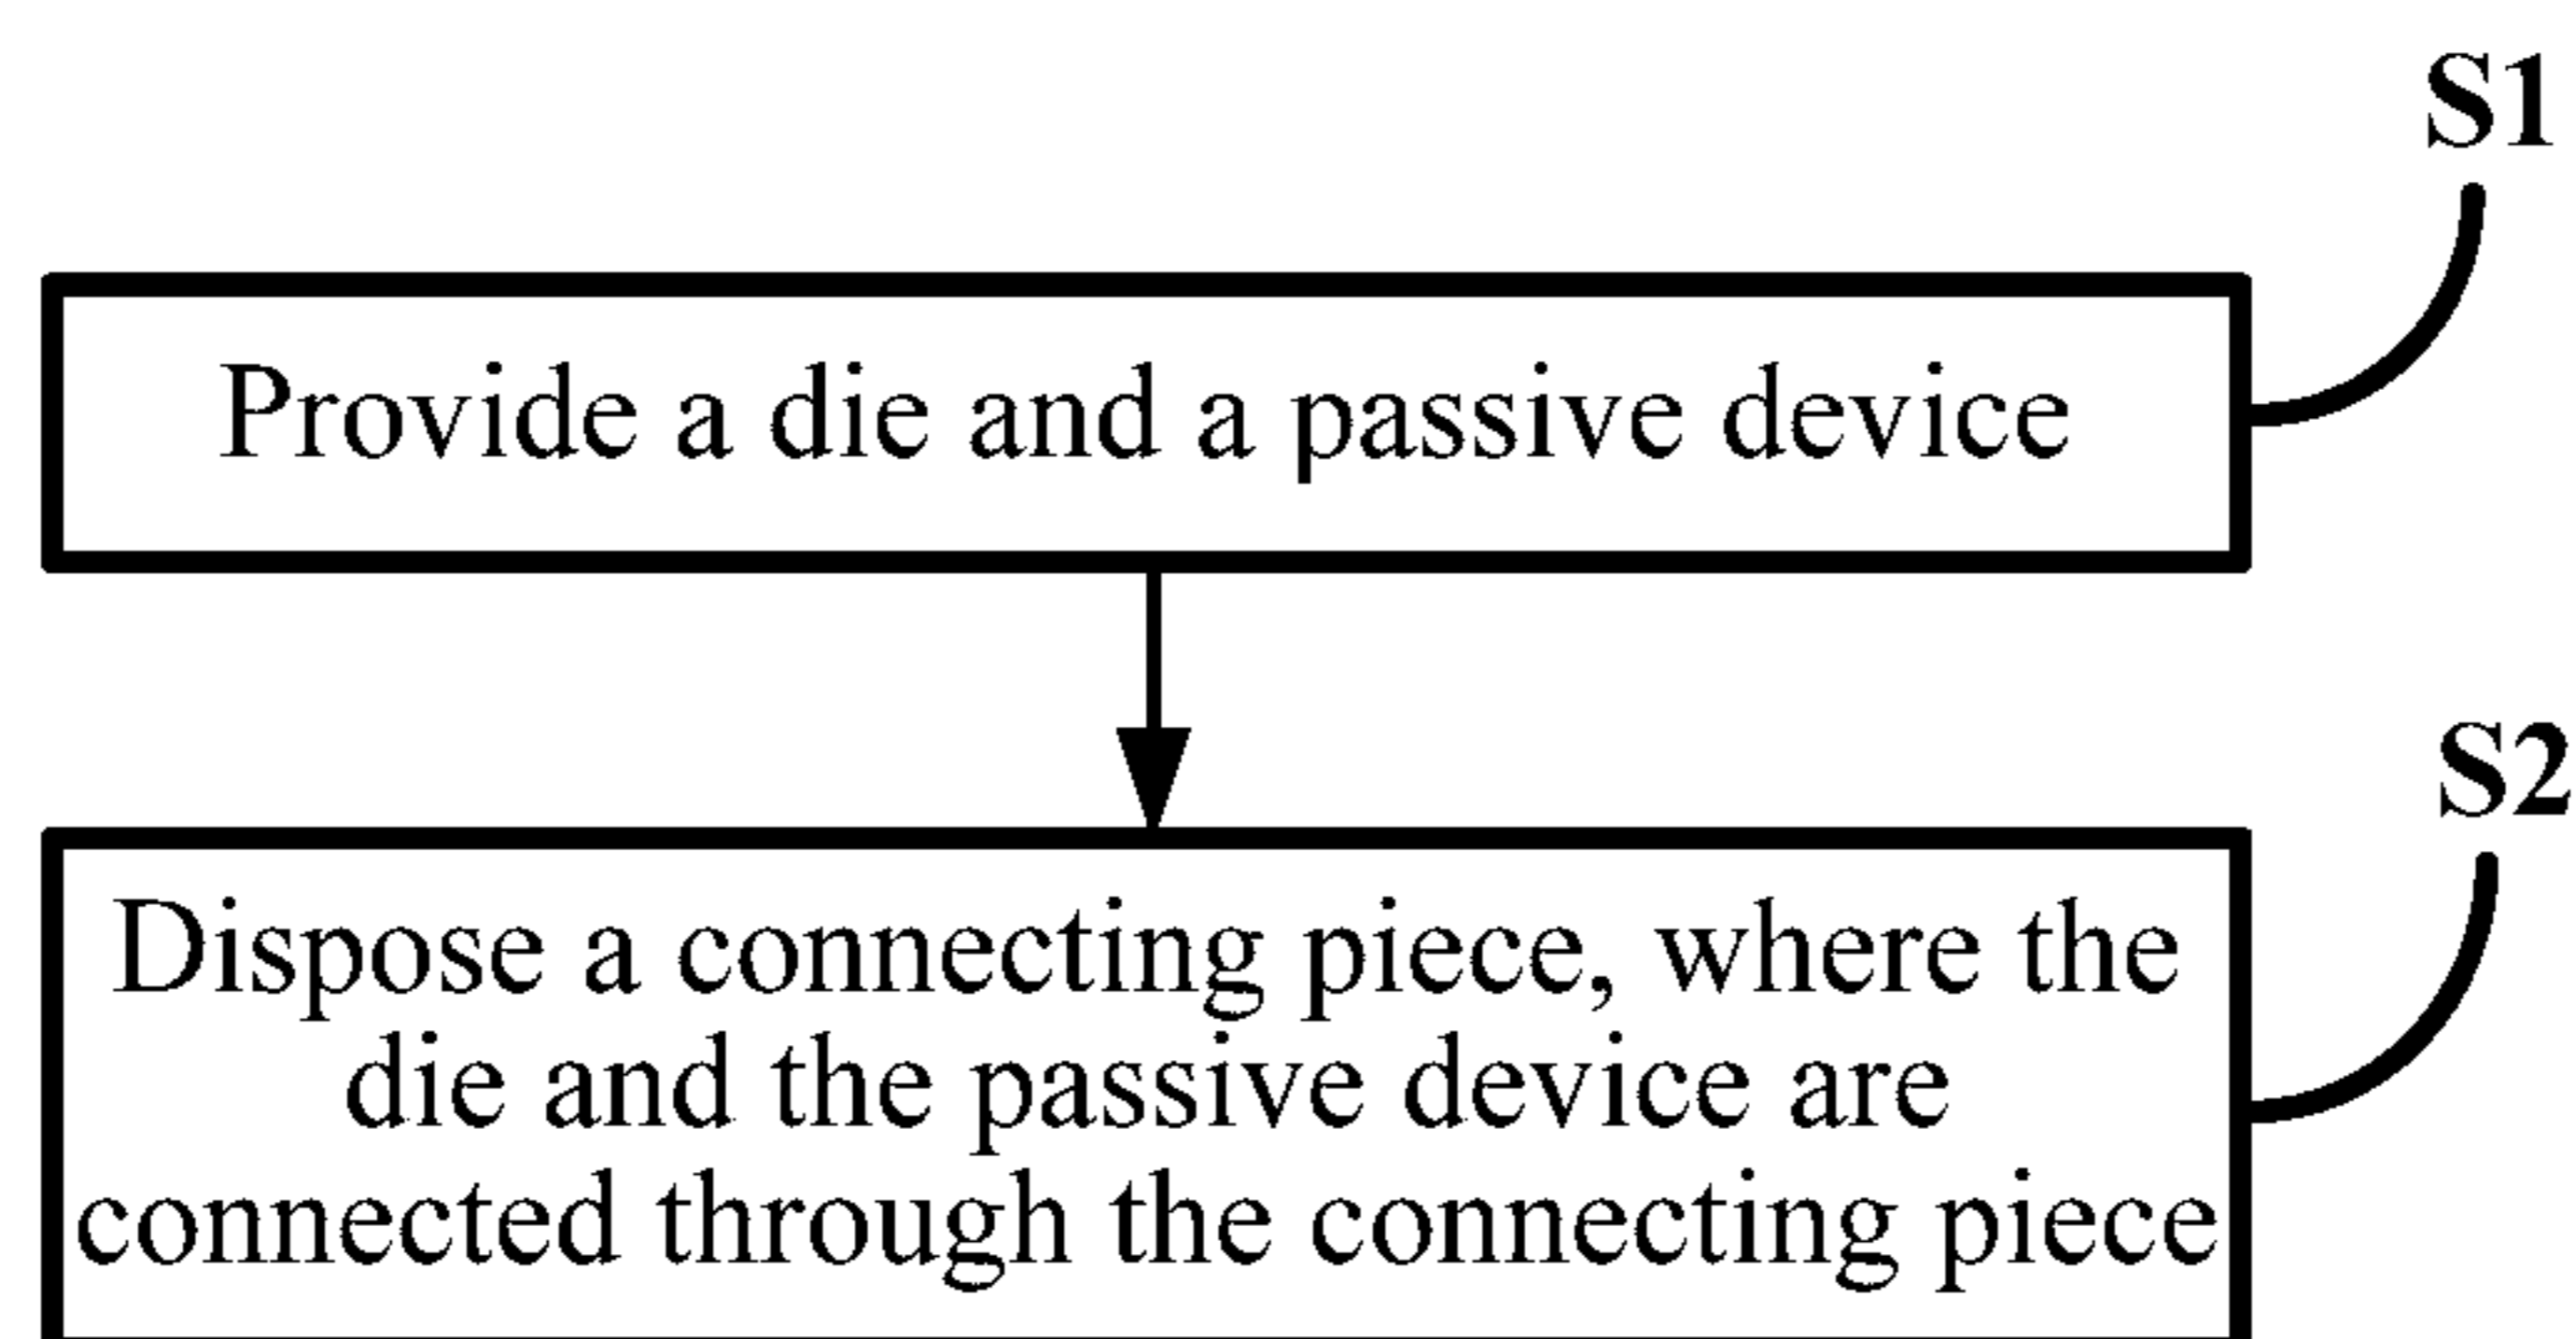 S1
Provide a die and a passive device
S2
Dispose a connecting piece, where the
die and the passive device are
connected through the connecting piece